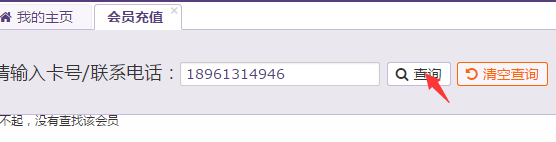 我的主页 会员充值
请输入卡号/联系电话： 18961314946 查询 清空查询
不起，没有查找该会员